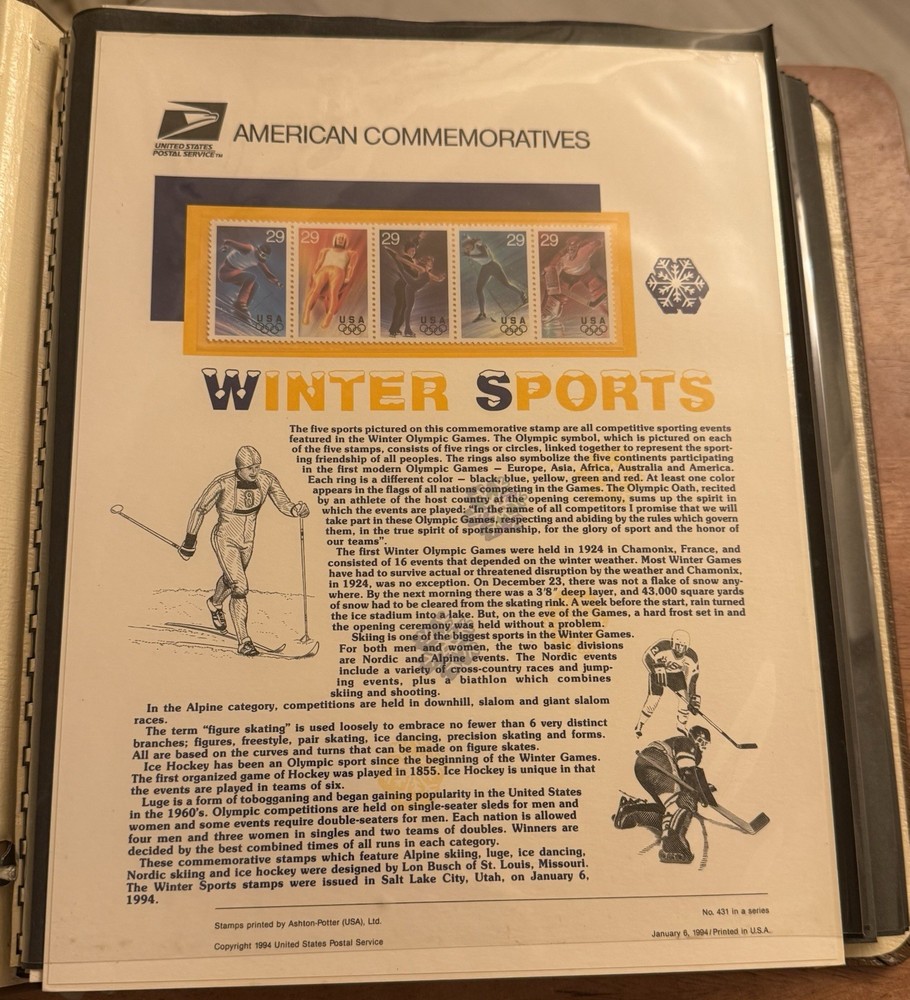 UNITED STATES
POSTAL SERVICE™
AMERICAN COMMEMORATIVES
29
USA
29
USA
29
USA
29
USA
29
USA
WINTER SPORTS
The five sports pictured on this commemorative stamp are all competitive sporting events
featured in the Winter Olympic Games. The Olympic symbol, which is pictured on each
of the five stamps, consists of five rings or circles, linked together to represent the sport-
ing friendship of all peoples. The rings also symbolize the five continents participating
in the first modern Olympic Games – Europe, Asia, Africa, Australia and America.
Each ring is a different color – black, blue, yellow, green and red. At least one color
appears in the flags of all nations competing in the Games. The Olympic Oath, recited
by an athlete of the host country at the opening ceremony, sums up the spirit in
which the events are played: "In the name of all competitors I promise that we will
take part in these Olympic Games, respecting and abiding by the rules which govern
them, in the true spirit of sportsmanship, for the glory of sport and the honor of
our teams".
The first Winter Olympic Games were held in 1924 in Chamonix, France, and
consisted of 16 events that depended on the winter weather. Most Winter Games
have had to survive actual or threatened disruption by the weather and Chamonix,
in 1924, was no exception. On December 23, there was not a flake of snow any-
where. By the next morning there was a 3'8" deep layer, and 43,000 square yards
of snow had to be cleared from the skating rink. A week before the start, rain turned
the ice stadium into a lake. But, on the eve of the Games, a hard frost set in and
the opening ceremony was held without a problem.
Skiing is one of the biggest sports in the Winter Games.
For both men and women, the two basic divisions
are Nordic and Alpine events. The Nordic events
include a variety of cross-country races and jump-
ing events, plus a biathlon which combines
skiing and shooting.
In the Alpine category, competitions are held in downhill, slalom and giant slalom
races.
The term "figure skating" is used loosely to embrace no fewer than 6 very distinct
branches; figures, freestyle, pair skating, ice dancing, precision skating and forms.
All are based on the curves and turns that can be made on figure skates.
Ice Hockey has been an Olympic sport since the beginning of the Winter Games.
The first organized game of Hockey was played in 1855. Ice Hockey is unique in that
the events are played in teams of six.
Luge is a form of tobogganing and began gaining popularity in the United States
in the 1960's. Olympic competitions are held on single-seater sleds for men and
women and some events require double-seaters for men. Each nation is allowed
four men and three women in singles and two teams of doubles. Winners are
decided by the best combined times of all runs in each category.
These commemorative stamps which feature Alpine skiing, luge, ice dancing,
Nordic skiing and ice hockey were designed by Lon Busch of St. Louis, Missouri.
The Winter Sports stamps were issued in Salt Lake City, Utah, on January 6,
1994.
Stamps printed by Ashton-Potter (USA), Ltd.
Copyright 1994 United States Postal Service
No. 431 in a series
January 6, 1994/Printed in U.S.A.